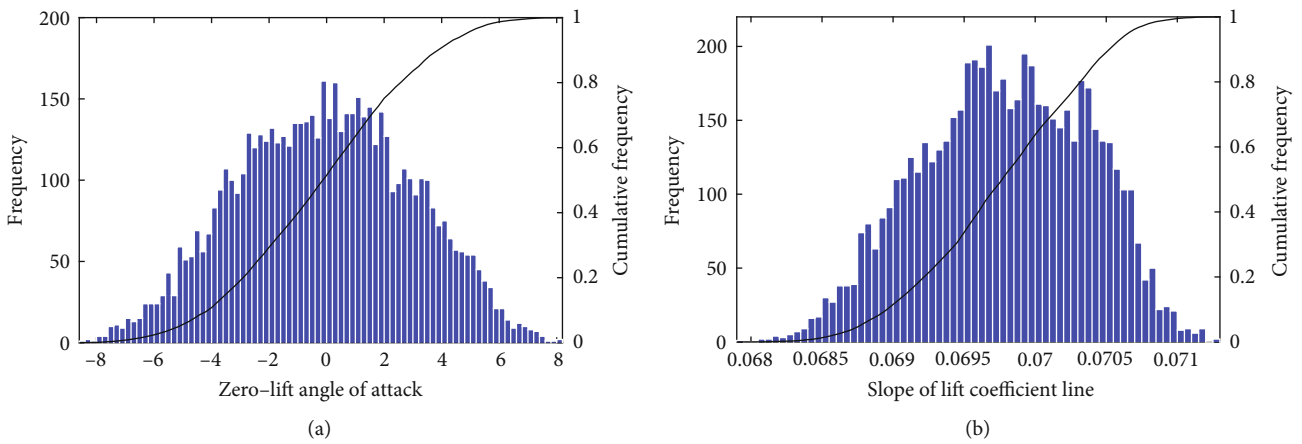 200
150
100
50
0
Frequency
1
0.8
0.6
0.4
0.2
0
Cumulative frequency
–8 –6 –4 –2 0 2 4 6 8
Zero–lift angle of attack
(a)
200
150
100
50
0
Frequency
1
0.8
0.6
0.4
0.2
0
Cumulative frequency
0.068 0.0685 0.069 0.0695 0.07 0.0705 0.071
Slope of lift coefficient line
(b)